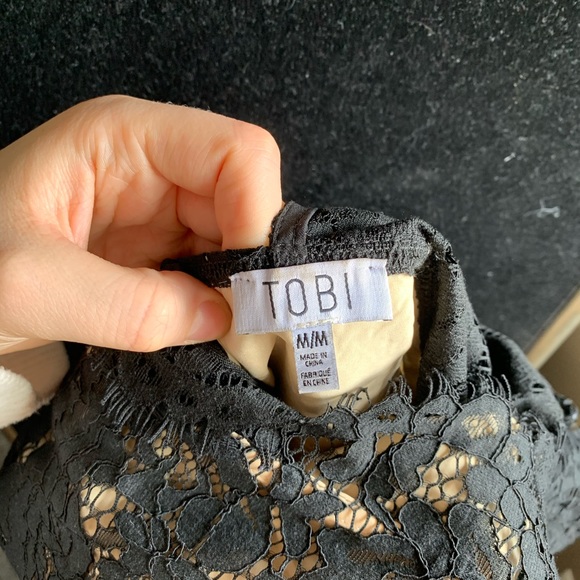 TOBI
M/M
MADE IN
CHINA
FABRIQUÉ
EN CHINE